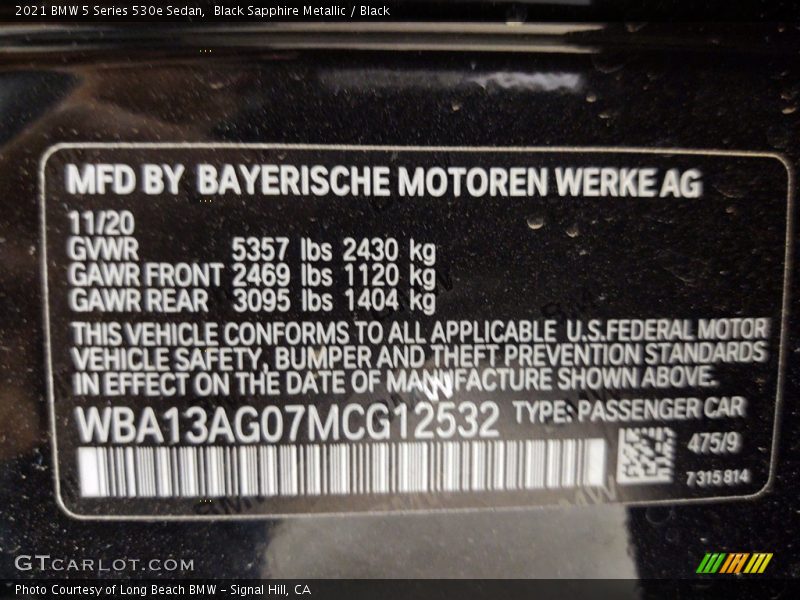 2021 BMW 5 Series 530e Sedan,  Black Sapphire Metallic / Black
MFD BY BAYERISCHE MOTOREN WERKE AG
11/20
GVWR 5357 lbs 2430 kg
GAWR FRONT 2469 lbs 1120 kg
GAWR REAR 3095 lbs 1404 kg
THIS VEHICLE CONFORMS TO ALL APPLICABLE U.S.FEDERAL MOTOR
VEHICLE SAFETY, BUMPER AND THEFT PREVENTION STANDARDS
IN EFFECT ON THE DATE OF MANUFACTURE SHOWN ABOVE.
WBA13AG07MCG12532 TYPE: PASSENGER CAR
475/9
7 315 814
GTCARLOT.COM
Photo Courtesy of Long Beach BMW - Signal Hill, CA